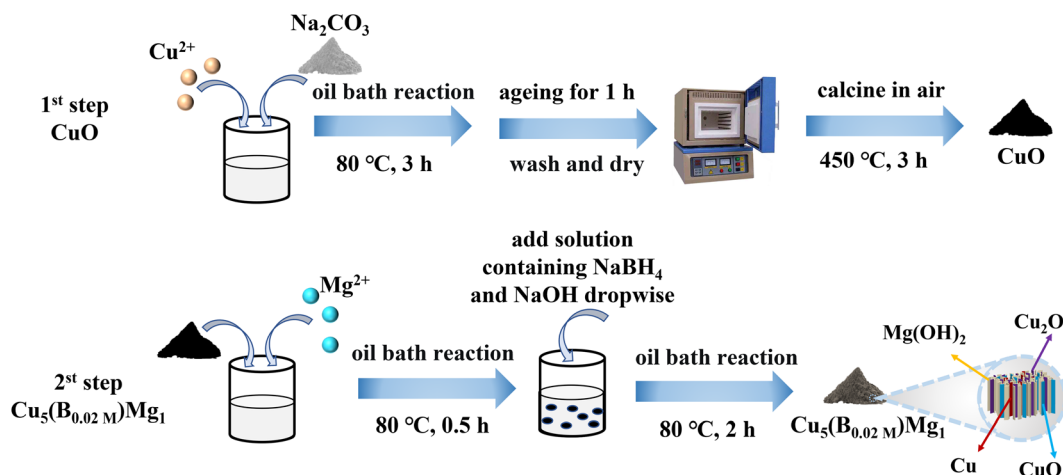 Na₂CO₃
Cu²⁺
1ˢᵗ step
CuO
oil bath reaction
80 ℃, 3 h
ageing for 1 h
wash and dry
calcine in air
450 ℃, 3 h
CuO
add solution
containing NaBH₄
and NaOH dropwise
Mg²⁺
2ˢᵗ step
Cu₅(B₀.₀₂ M)Mg₁
oil bath reaction
80 ℃, 0.5 h
oil bath reaction
80 ℃, 2 h
Cu₅(B₀.₀₂ M)Mg₁
Mg(OH)₂
Cu₂O
Cu
CuO